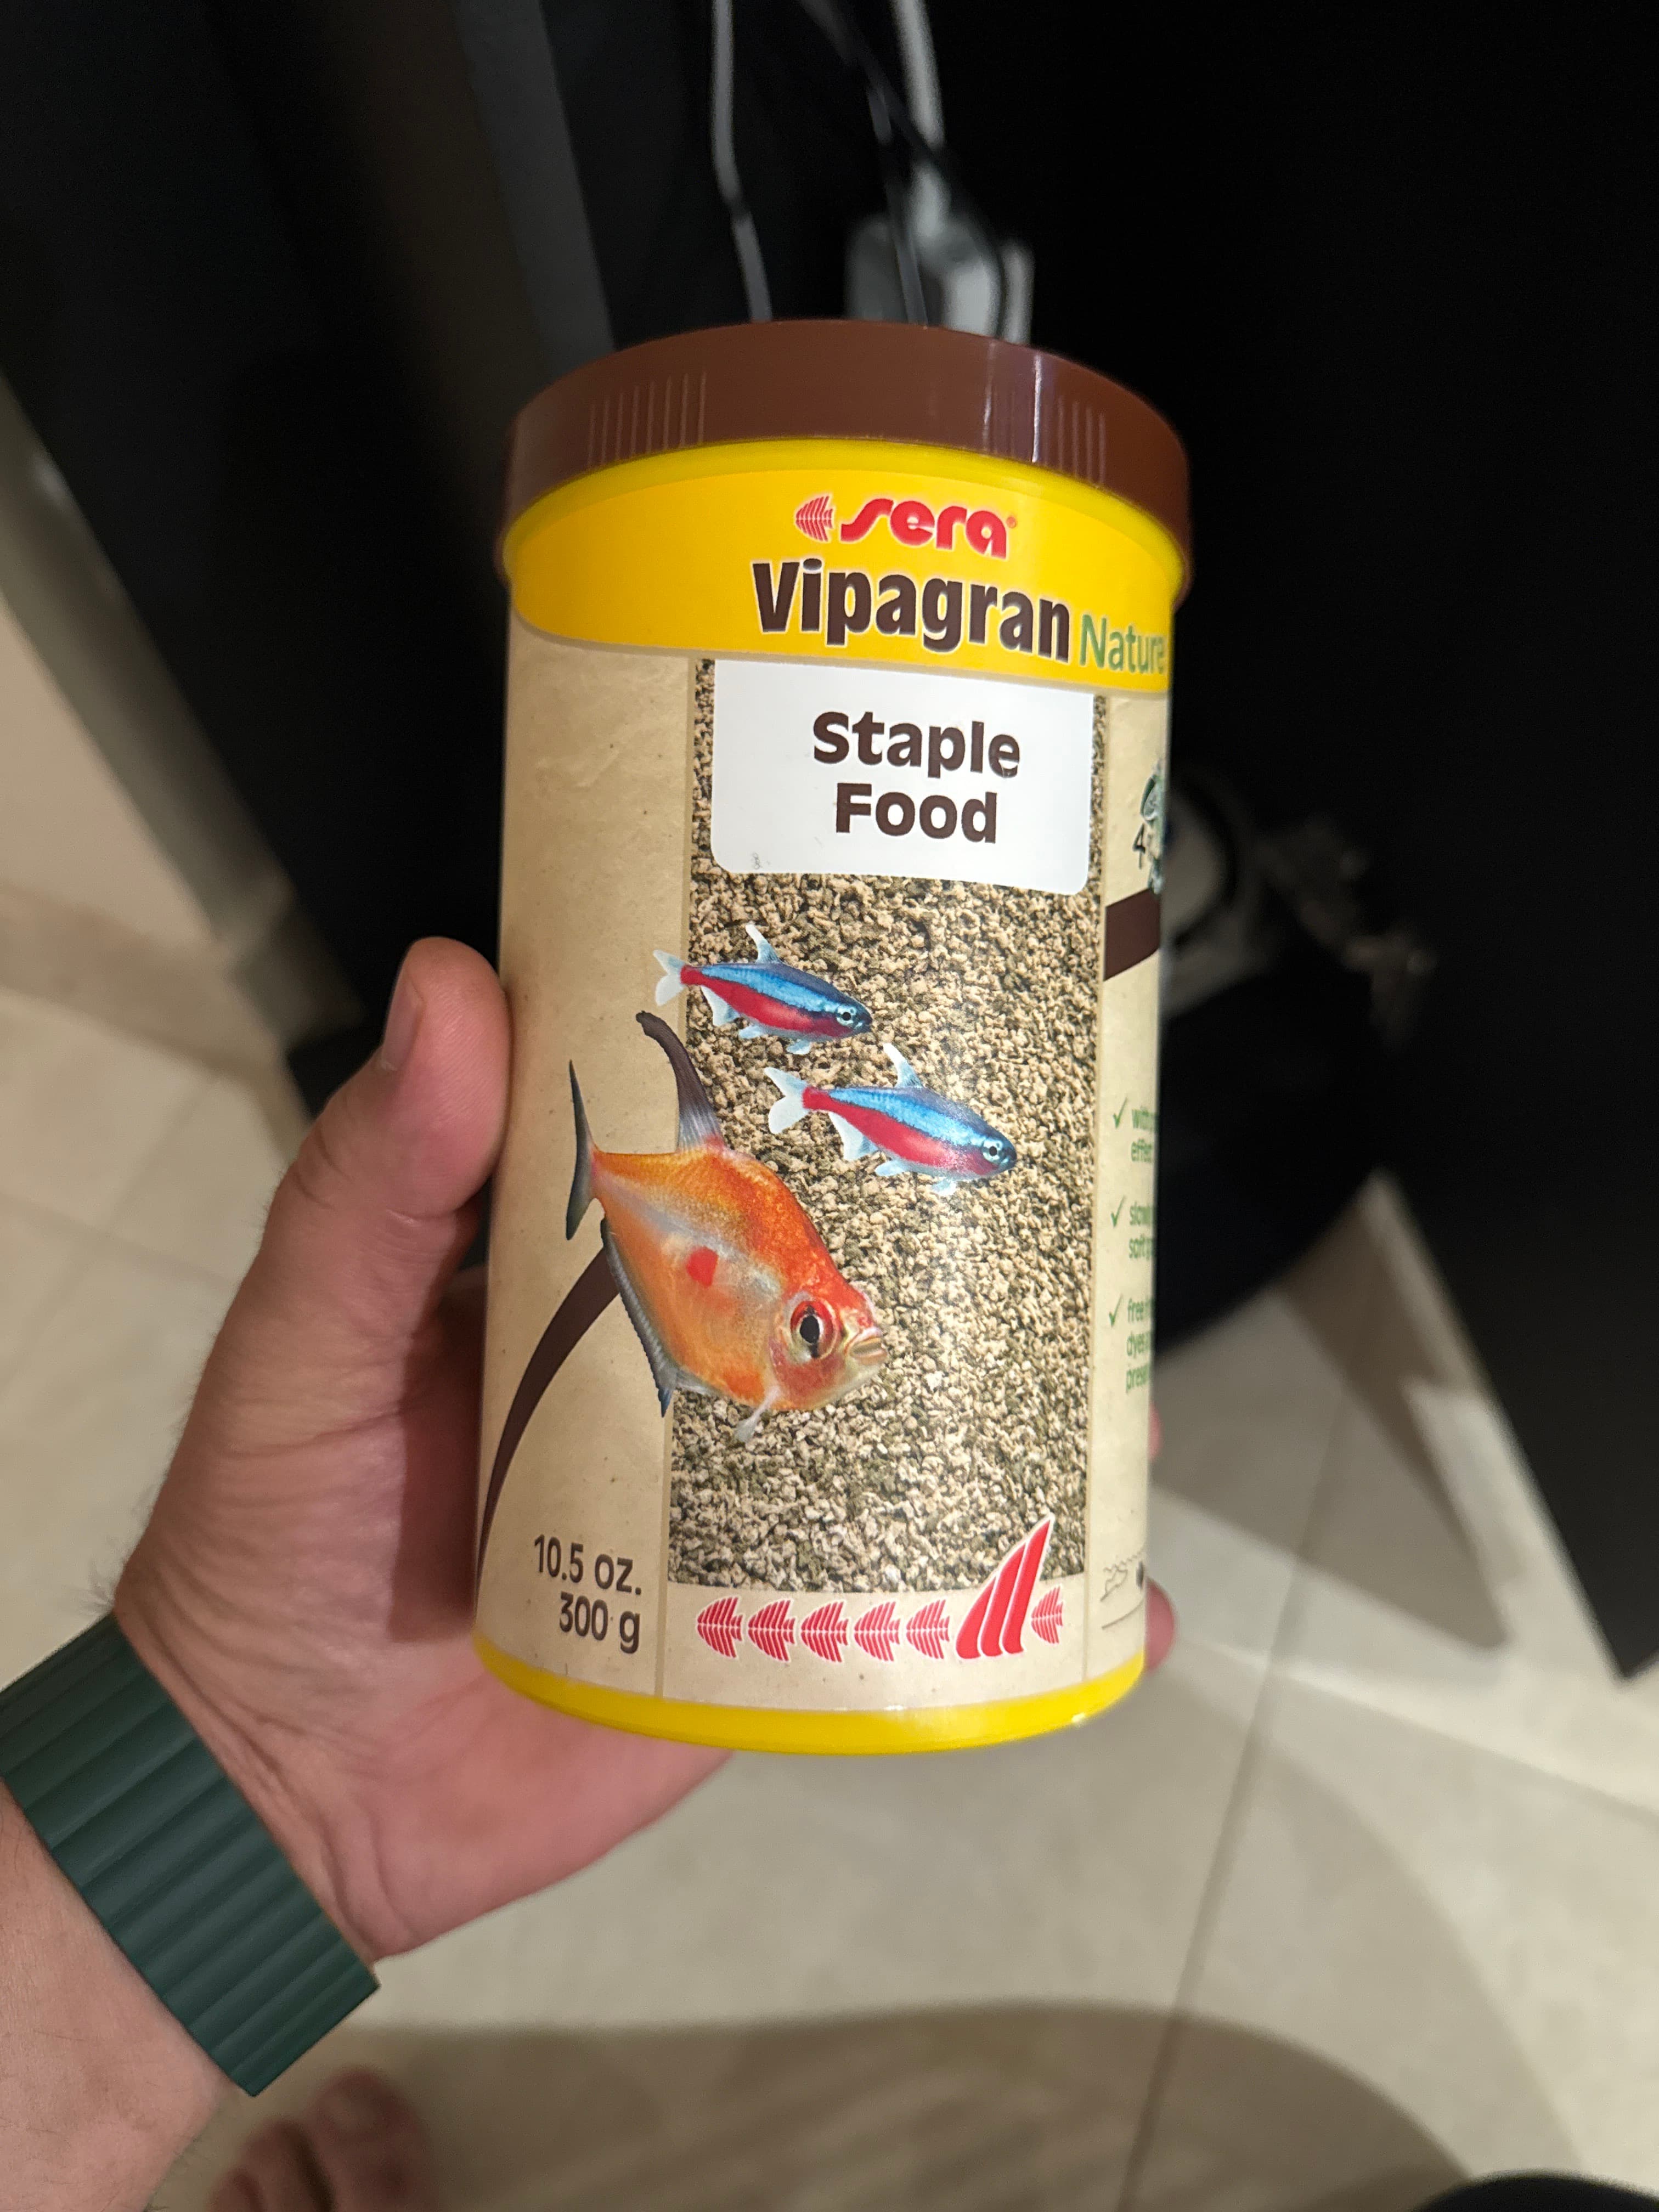 sera®
Vipagran Nature
Staple
Food
10.5 oz.
300 g